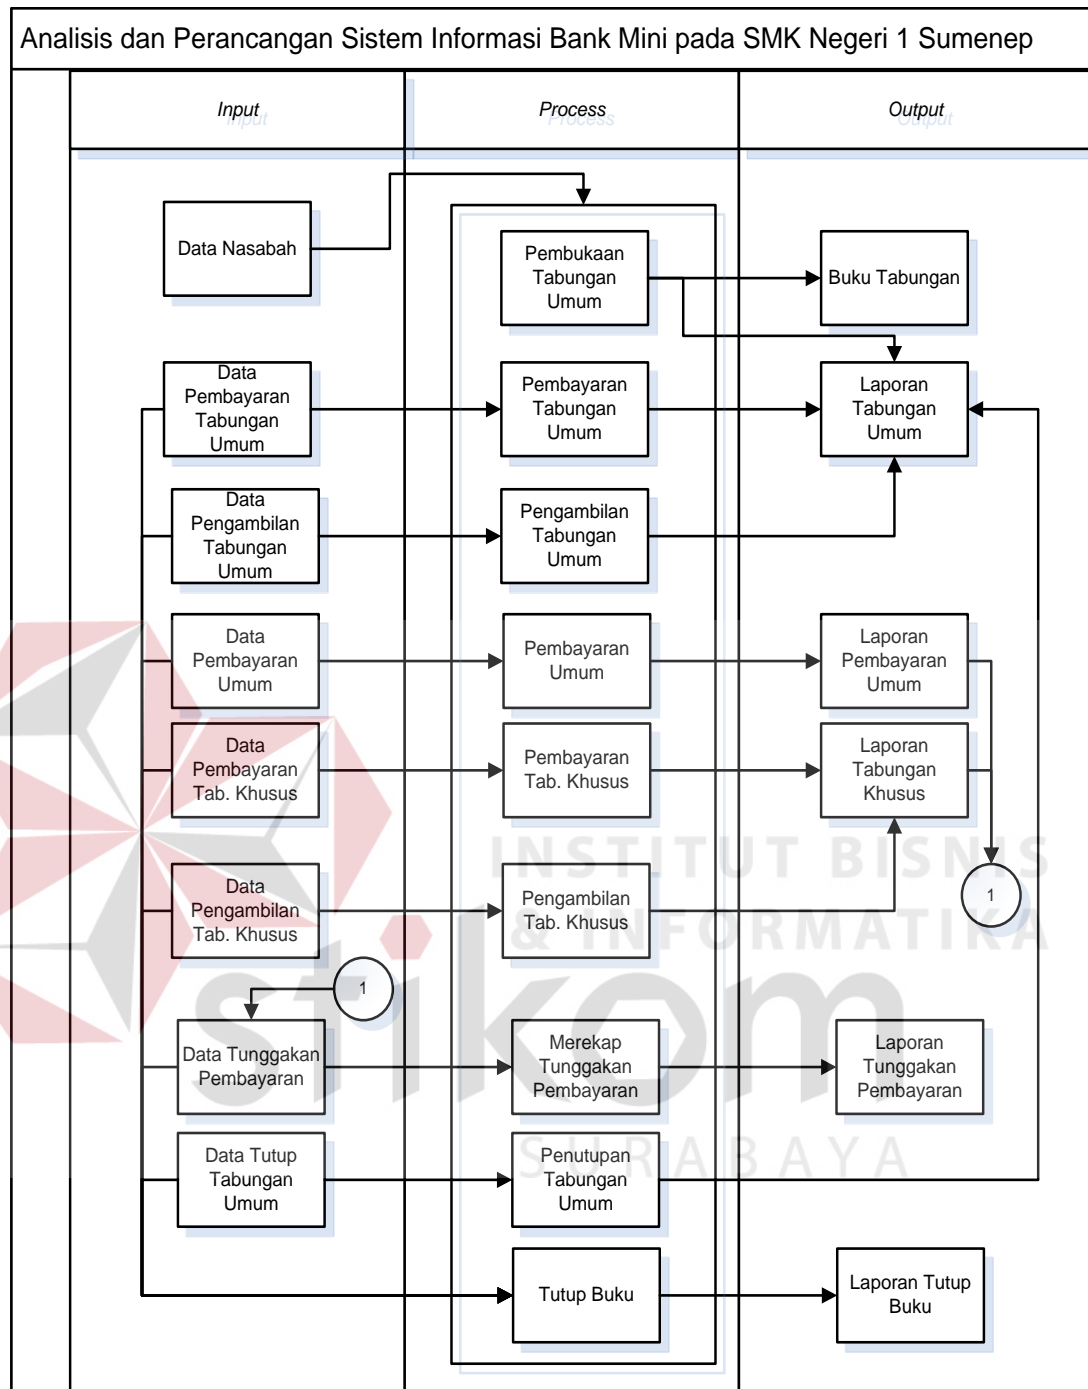 Analisis dan Perancangan Sistem Informasi Bank Mini pada SMK Negeri 1 Sumenep
Input
Process
Output
Data Nasabah
Pembukaan
Tabungan
Umum
Buku Tabungan
Data
Pembayaran
Tabungan
Umum
Pembayaran
Tabungan
Umum
Laporan
Tabungan
Umum
Data
Pengambilan
Tabungan
Umum
Pengambilan
Tabungan
Umum
Data
Pembayaran
Umum
Pembayaran
Umum
Laporan
Pembayaran
Umum
Data
Pembayaran
Tab. Khusus
Pembayaran
Tab. Khusus
Laporan
Tabungan
Khusus
INSTITUT BISNIS
& INFORMATIKA
Data
Pengambilan
Tab. Khusus
Pengambilan
Tab. Khusus
1
stikom
1
Data Tunggakan
Pembayaran
Merekap
Tunggakan
Pembayaran
Laporan
Tunggakan
Pembayaran
SURABAYA
Data Tutup
Tabungan
Umum
Penutupan
Tabungan
Umum
Tutup Buku
Laporan Tutup
Buku